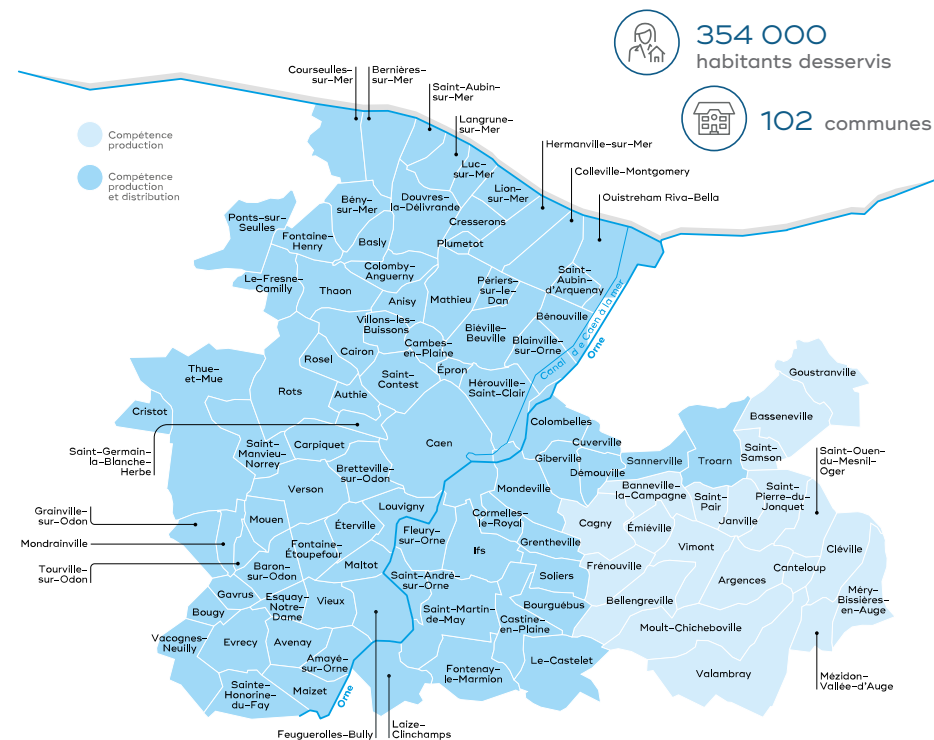 354 000
habitants desservis
102 communes
Compétence
production
Compétence
production
et distribution
Courseulles-
sur-Mer
Bernières-
sur-Mer
Saint-Aubin-
sur-Mer
Langrune-
sur-Mer
Hermanville-sur-Mer
Colleville-Montgomery
Ouistreham Riva-Bella
Luc-
sur-Mer
Lion-
sur-Mer
Bény-
sur-Mer
Douvres-
la-Délivrande
Cresserons
Ponts-sur-
Seulles
Fontaine-
Henry
Basly
Plumetot
Le-Fresne-
Camilly
Thaon
Colomby-
Anguerny
Anisy
Mathieu
Périers-
sur-le-
Dan
Saint-
Aubin-
d'Arquenay
Bénouville
Villons-les-
Buissons
Cambes-
en-Plaine
Biéville-
Beuville
Blainville-
sur-Orne
Canal de Caen à la mer
Orne
Rosel
Cairon
Épron
Saint-
Contest
Hérouville-
Saint-Clair
Thue-
et-Mue
Rots
Authie
Cristot
Goustranville
Basseneville
Saint-Germain-
la-Blanche-
Herbe
Saint-
Manvieu-
Norrey
Carpiquet
Caen
Colombelles
Cuverville
Giberville
Démouville
Sannerville
Troarn
Saint-
Samson
Saint-Ouen-
du-Mesnil-
Oger
Bretteville-
sur-Odon
Verson
Mondeville
Banneville-
la-Campagne
Saint-
Pair
Saint-
Pierre-du-
Jonquet
Janville
Grainville-
sur-Odon
Mondrainville
Tourville-
sur-Odon
Mouen
Louvigny
Éterville
Fleury-
sur-Orne
Cormelles-
le-Royal
Ifs
Grentheville
Cagny
Émiéville
Vimont
Cléville
Canteloup
Fontaine-
Étoupefour
Baron-
sur-Odon
Maltot
Saint-André-
sur-Orne
Soliers
Frénouville
Argences
Méry-
Bissières-
en-Auge
Gavrus
Bougy
Esquay-
Notre-
Dame
Vieux
Saint-Martin-
de-May
Bourguébus
Castine-
en-Plaine
Bellengreville
Moult-Chicheboville
Vacognes-
Neuilly
Evrecy
Avenay
Amayé-
sur-Orne
Fontenay-
le-Marmion
Le-Castelet
Valambray
Mézidon-
Vallée-d'Auge
Sainte-
Honorine-
du-Fay
Maizet
Orne
Feuguerolles-Bully
Laize-
Clinchamps